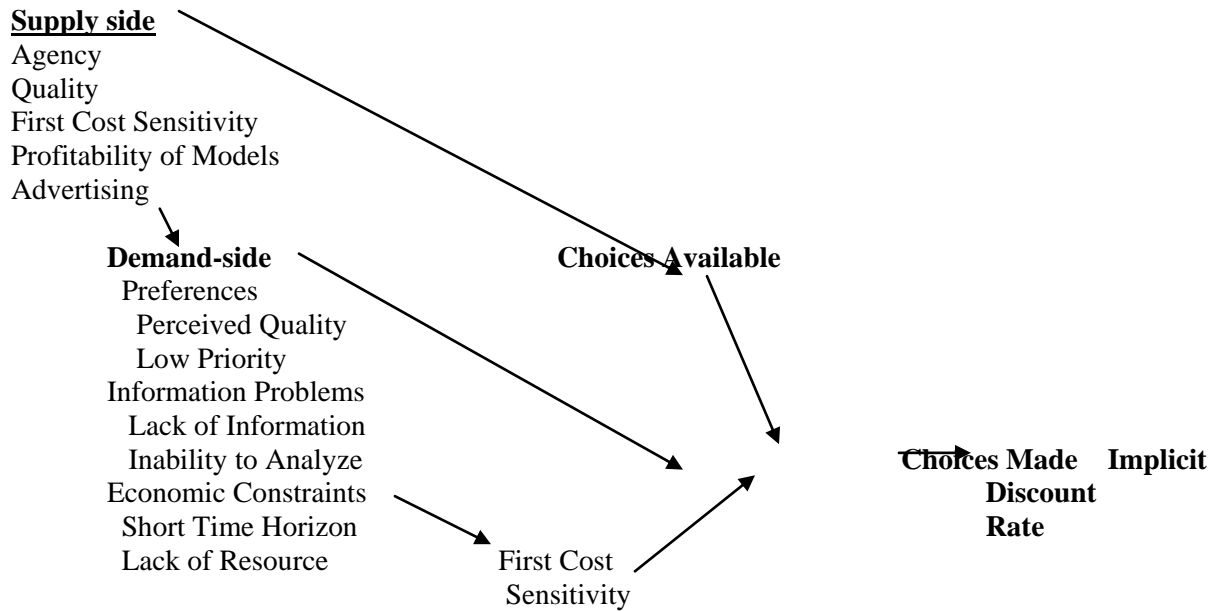 Supply side
Agency
Quality
First Cost Sensitivity
Profitability of Models
Advertising
Demand-side
Choices Available
Preferences
Perceived Quality
Low Priority
Information Problems
Lack of Information
Inability to Analyze
Choices Made Implicit
Economic Constraints
Discount
Short Time Horizon
Rate
Lack of Resource
First Cost
Sensitivity